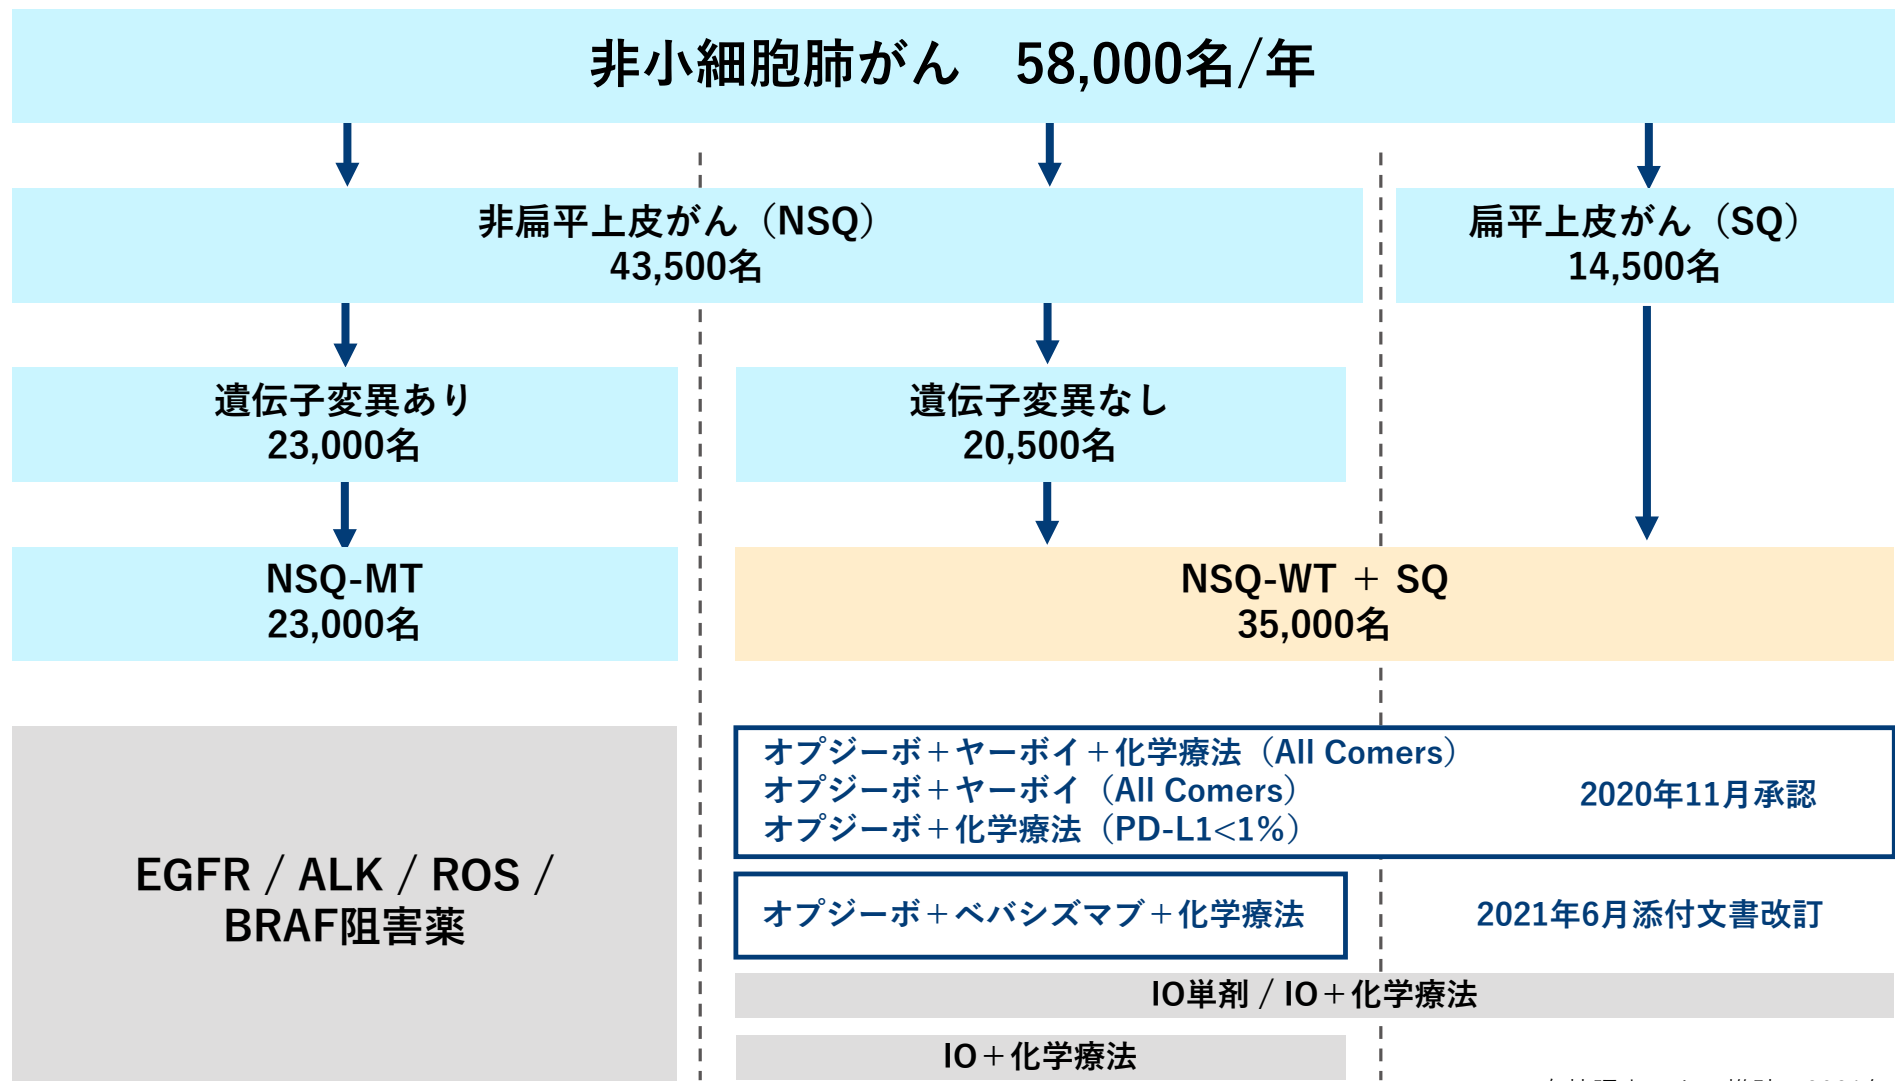 非小細胞肺がん　58,000名/年
非扁平上皮がん（NSQ）
43,500名
扁平上皮がん（SQ）
14,500名
遺伝子変異あり
23,000名
遺伝子変異なし
20,500名
NSQ-MT
23,000名
NSQ-WT ＋ SQ
35,000名
EGFR / ALK / ROS /
BRAF阻害薬
オプジーボ＋ヤーボイ＋化学療法（All Comers）
オプジーボ＋ヤーボイ（All Comers）
オプジーボ＋化学療法（PD-L1<1%）
2020年11月承認
オプジーボ＋ベバシズマブ＋化学療法
2021年6月添付文書改訂
IO単剤 / IO＋化学療法
IO＋化学療法